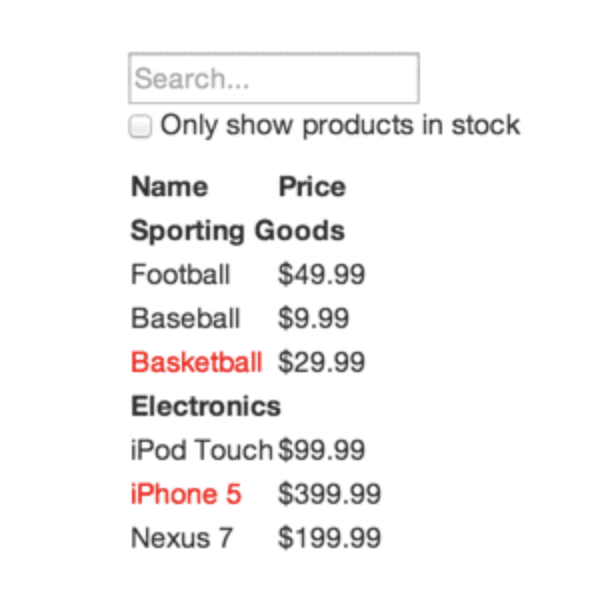 Search...
Only show products in stock
Name Price
Sporting Goods
Football $49.99
Baseball $9.99
Basketball $29.99
Electronics
iPod Touch $99.99
iPhone 5 $399.99
Nexus 7 $199.99